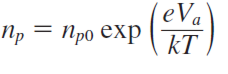 n_p = n_{p0} exp (eV_a / kT)